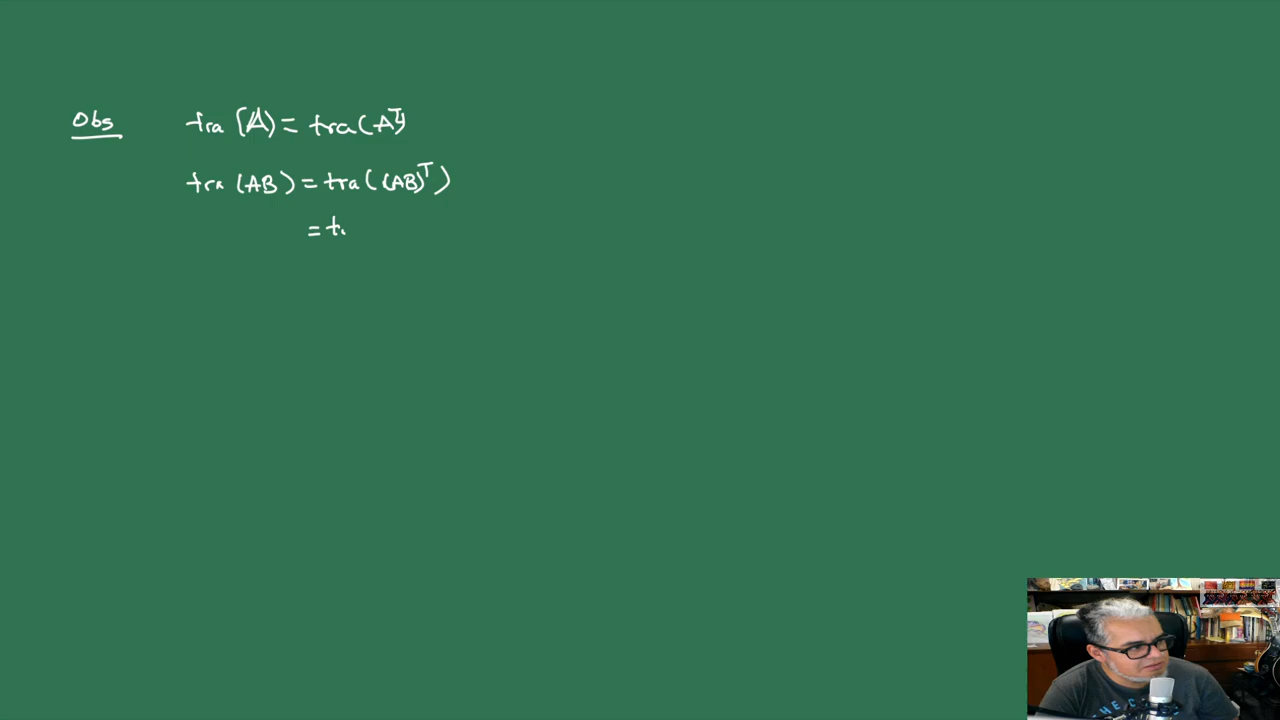 Obs tra(A) = tra(Aᵀ)
tra(AB) = tra((AB)ᵀ)
= t